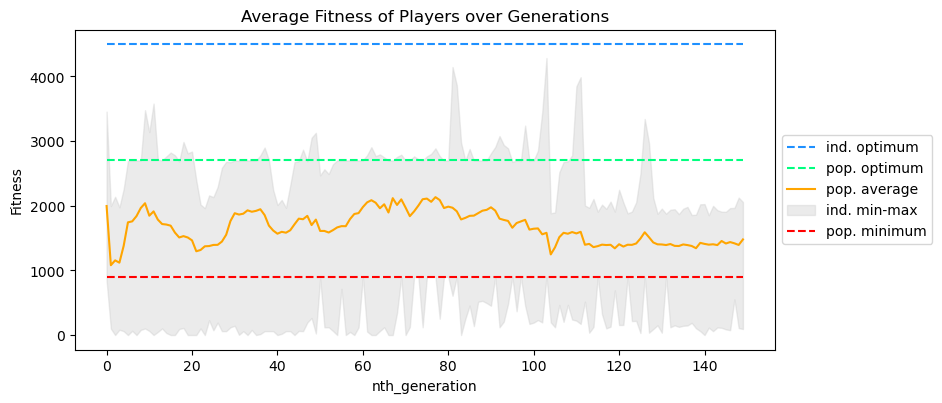 Average Fitness of Players over Generations
Fitness
4000
3000
2000
1000
0
0 20 40 60 80 100 120 140
nth_generation
ind. optimum
pop. optimum
pop. average
ind. min-max
pop. minimum